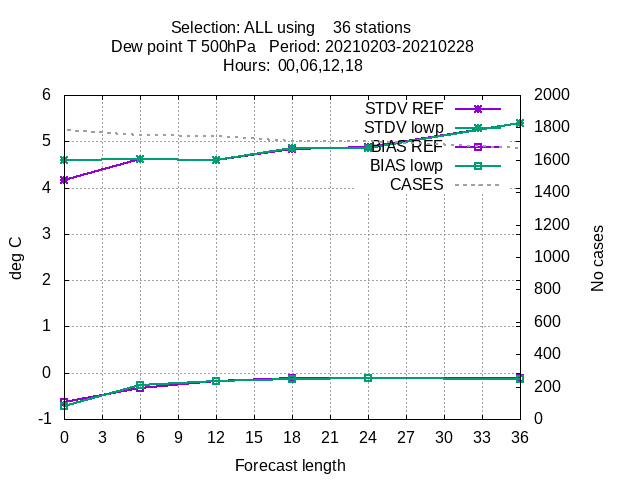 Selection: ALL using    36 stations
Dew point T 500hPa   Period: 20210203-20210228
Hours:  00,06,12,18
STDV REF
STDV lowp
BIAS REF
BIAS lowp
CASES
6
5
4
3
2
1
0
-1
deg C
2000
1800
1600
1400
1200
1000
800
600
400
200
0
No cases
0 3 6 9 12 15 18 21 24 27 30 33 36
Forecast length